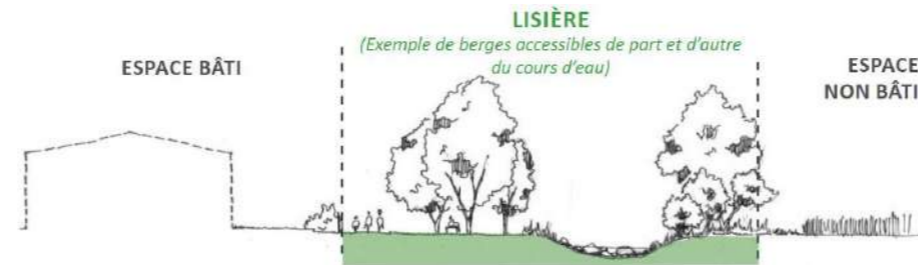 LISIÈRE
(Exemple de berges accessibles de part et d'autre
du cours d'eau)
ESPACE BÂTI
ESPACE
NON BÂTI